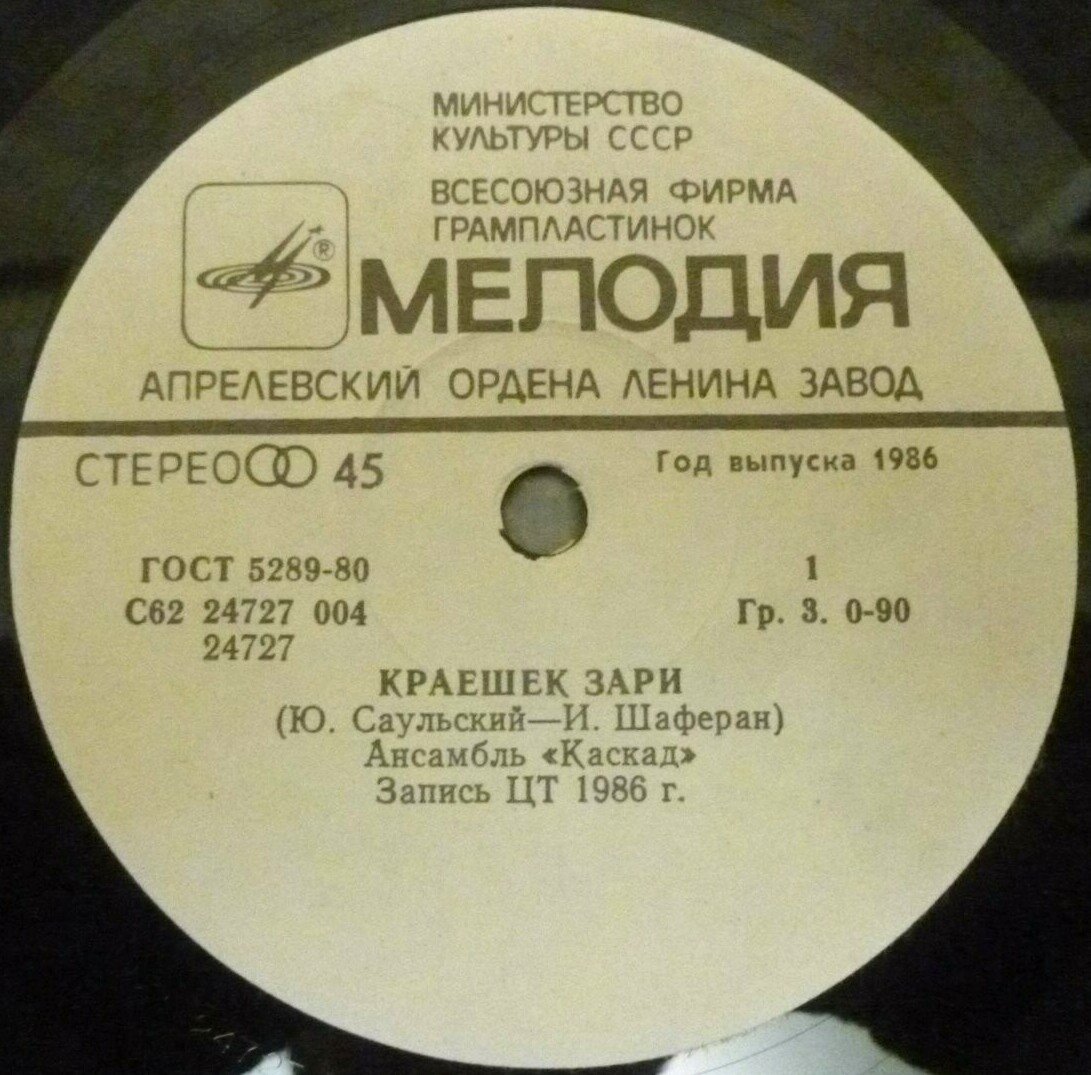 МИНИСТЕРСТВО
КУЛЬТУРЫ СССР
ВСЕСОЮЗНАЯ ФИРМА
ГРАМПЛАСТИНОК
®
МЕЛОДИЯ
АПРЕЛЕВСКИЙ ОРДЕНА ЛЕНИНА ЗАВОД
СТЕРЕО 45
Год выпуска 1986
ГОСТ 5289-80
1
С62 24727 004
Гр. 3. 0-90
24727
КРАЕШЕК ЗАРИ
(Ю. Саульский—И. Шаферан)
Ансамбль «Каскад»
Запись ЦТ 1986 г.